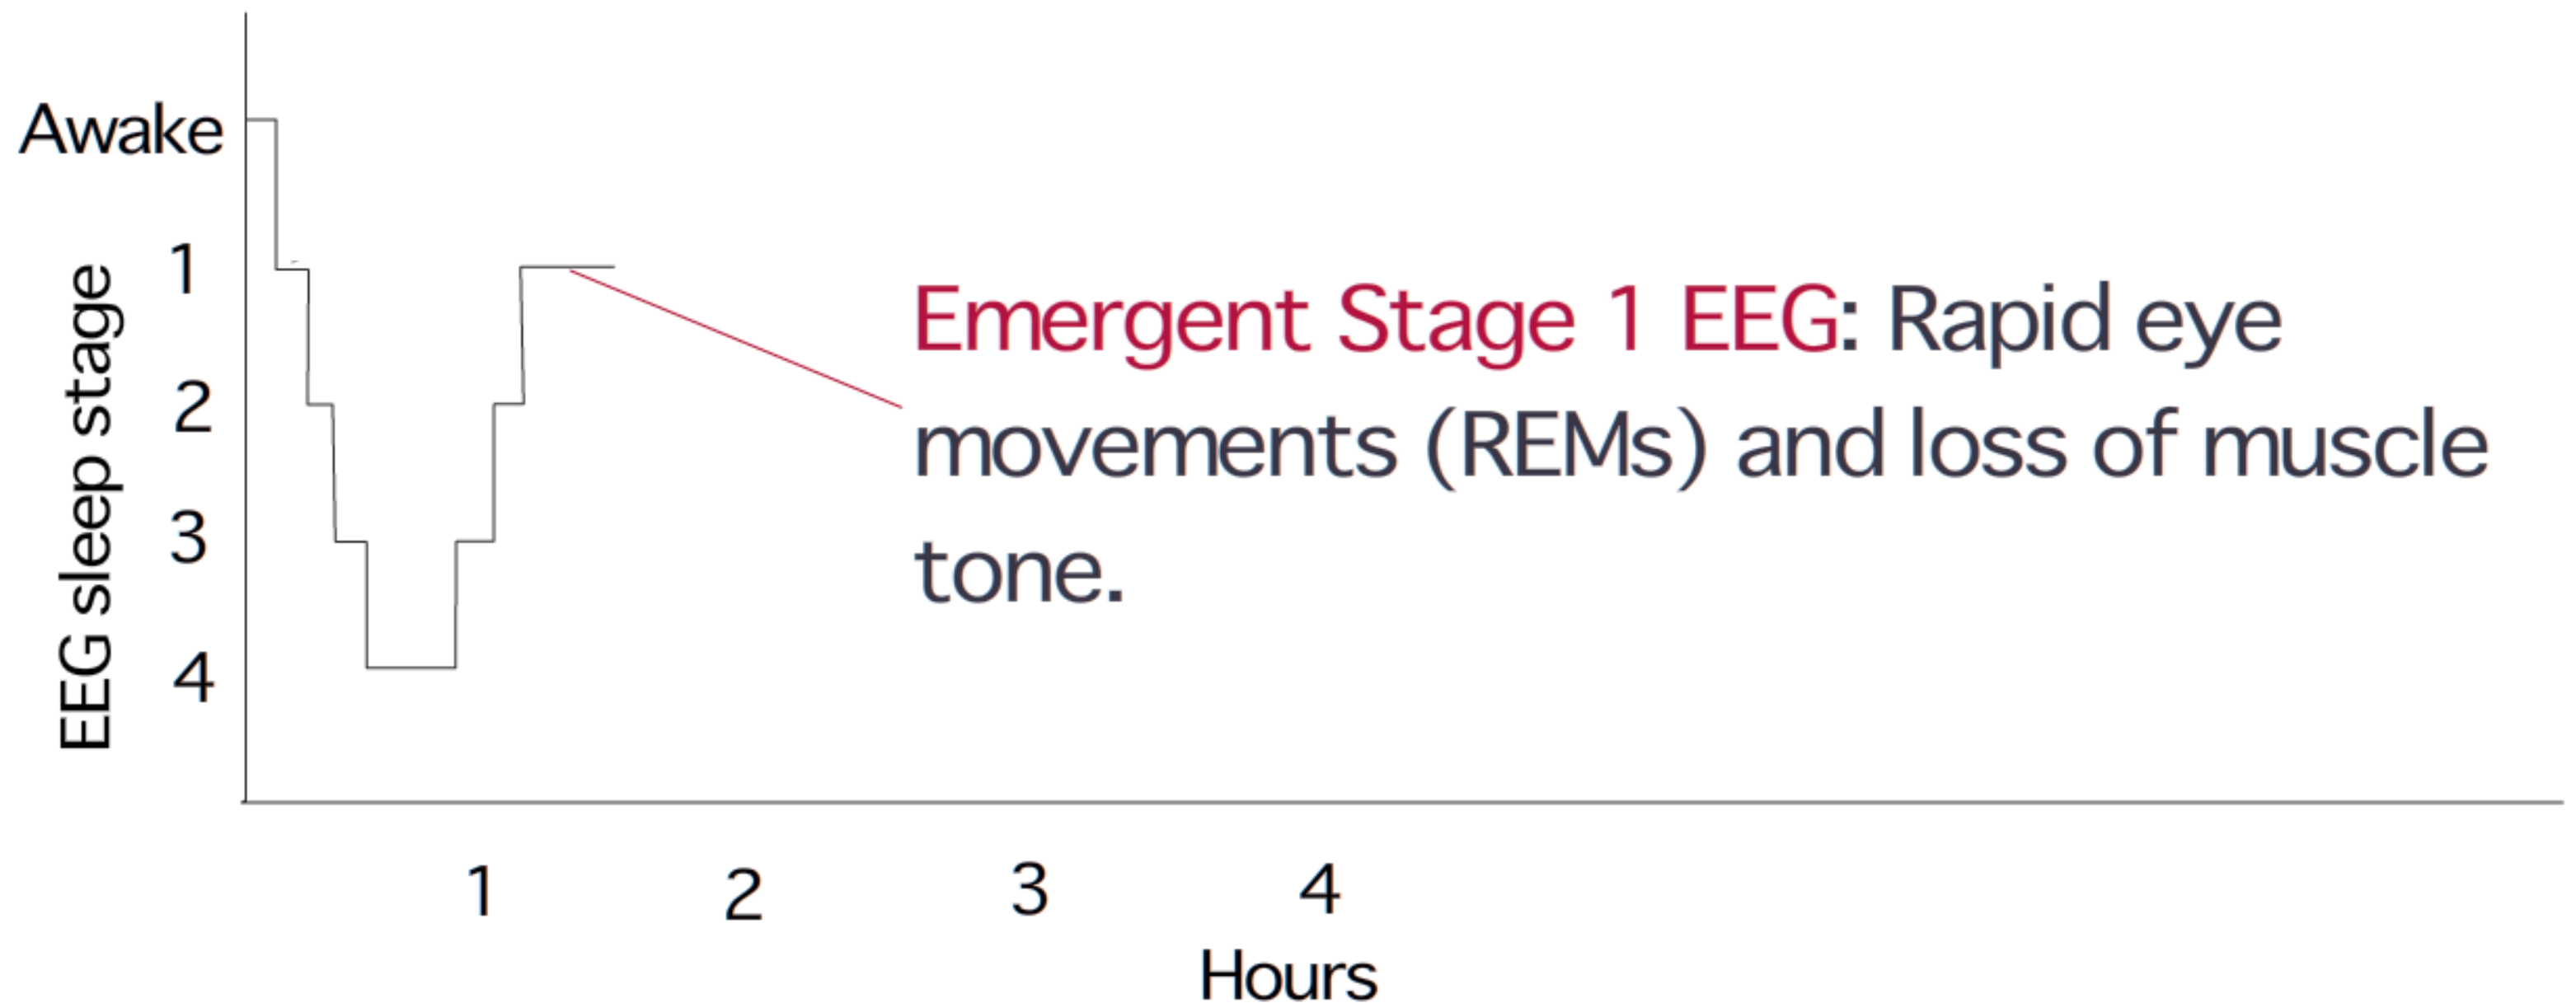 Awake
1
2
3
4
EEG sleep stage
Emergent Stage 1 EEG: Rapid eye
movements (REMs) and loss of muscle
tone.
1 2 3 4
Hours